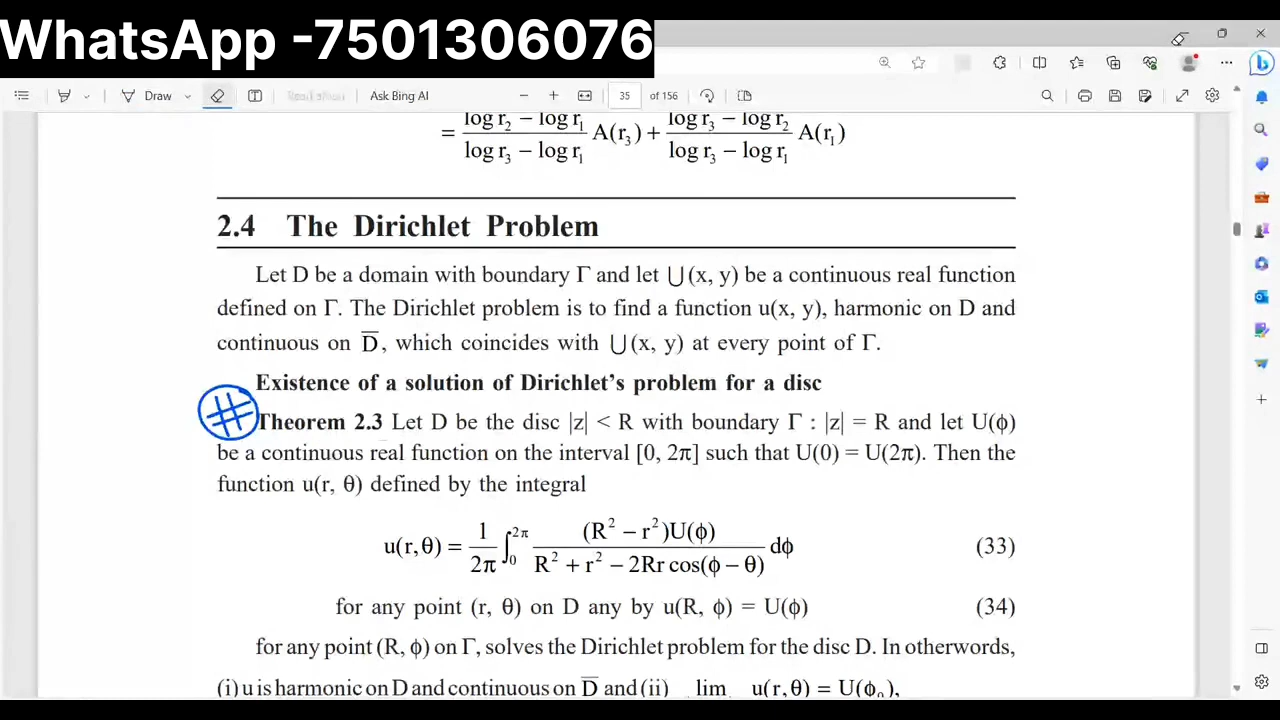 WhatsApp -7501306076
Draw
Read aloud
Ask Bing AI
35 of 156
= log r₂ − log r₁ / log r₃ − log r₁ A(r₃) + log r₃ − log r₂ / log r₃ − log r₁ A(r₁)
2.4 The Dirichlet Problem
Let D be a domain with boundary Γ and let ⋃(x, y) be a continuous real function
defined on Γ. The Dirichlet problem is to find a function u(x, y), harmonic on D and
continuous on D̅, which coincides with ⋃(x, y) at every point of Γ.
Existence of a solution of Dirichlet's problem for a disc
Theorem 2.3 Let D be the disc |z| < R with boundary Γ : |z| = R and let U(ϕ)
be a continuous real function on the interval [0, 2π] such that U(0) = U(2π). Then the
function u(r, θ) defined by the integral
u(r,θ) = 1/2π ∫₀^2π (R² − r²)U(ϕ) / R² + r² − 2Rr cos(ϕ − θ) dϕ (33)
for any point (r, θ) on D any by u(R, ϕ) = U(ϕ) (34)
for any point (R, ϕ) on Γ, solves the Dirichlet problem for the disc D. In otherwords,
(i) u is harmonic on D and continuous on D̅ and (ii) lim u(r,θ) = U(ϕ₀),